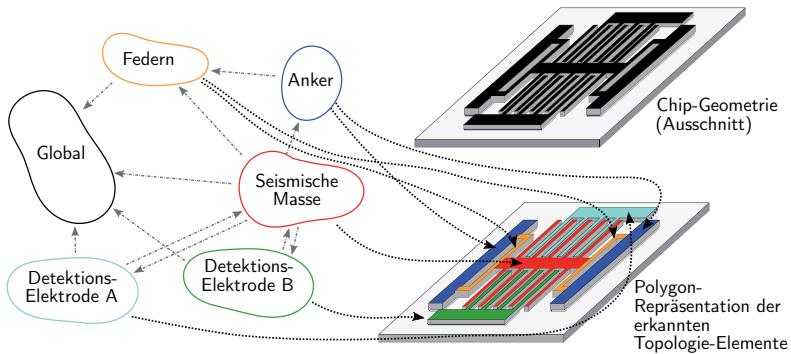 Federn
Anker
Global
Seismische
Masse
Detektions-
Elektrode A
Detektions-
Elektrode B
Chip-Geometrie
(Ausschnitt)
Polygon-
Repräsentation der
erkannten
Topologie-Elemente